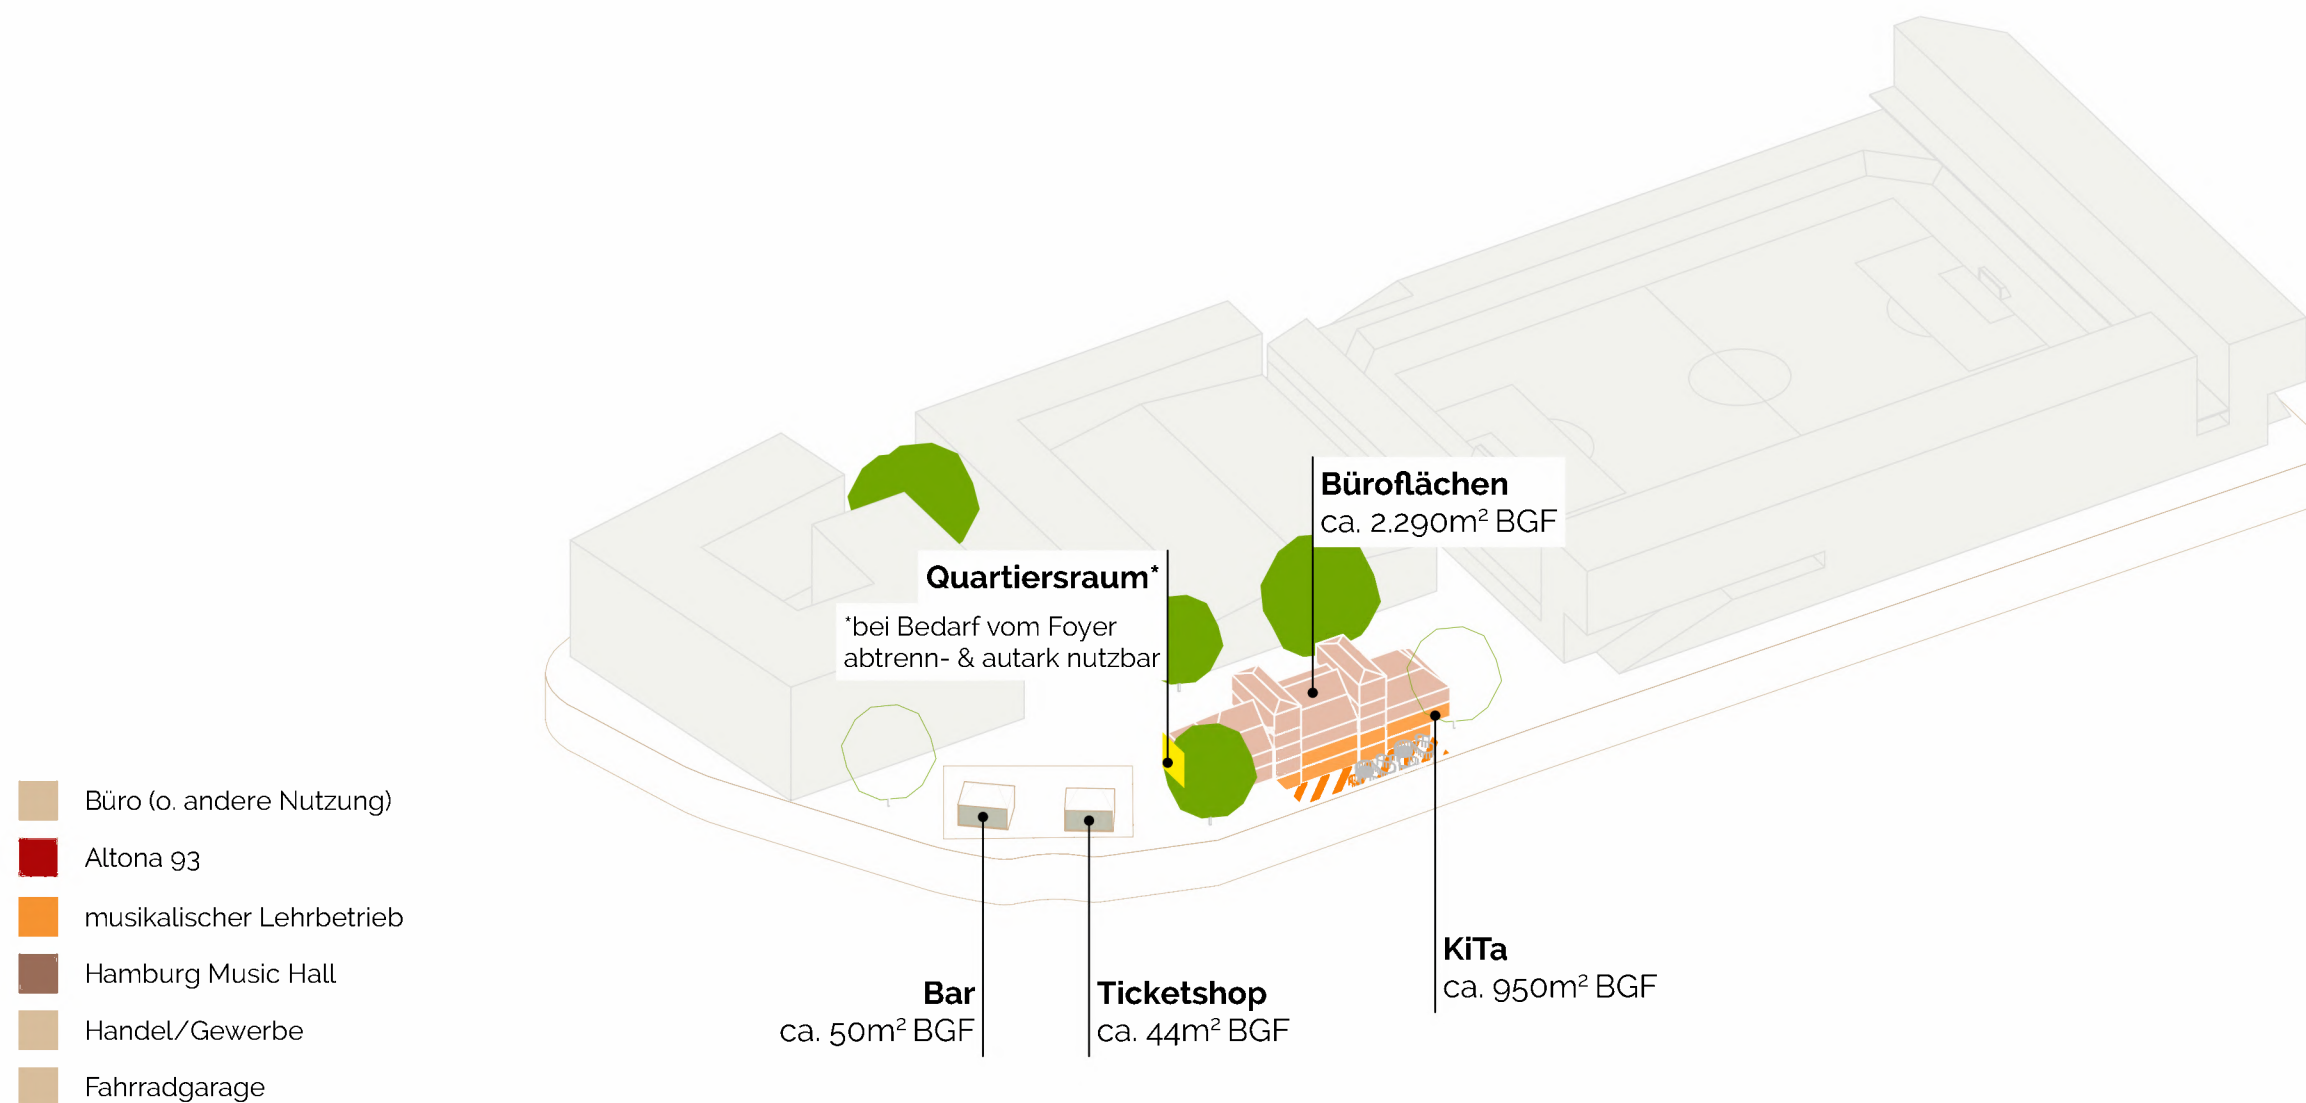 Büroflächen
ca. 2.290m² BGF
Quartiersraum*
*bei Bedarf vom Foyer
abtrenn- & autark nutzbar
Büro (o. andere Nutzung)
Altona 93
musikalischer Lehrbetrieb
Hamburg Music Hall
Handel/Gewerbe
Fahrradgarage
Bar
ca. 50m² BGF
Ticketshop
ca. 44m² BGF
KiTa
ca. 950m² BGF